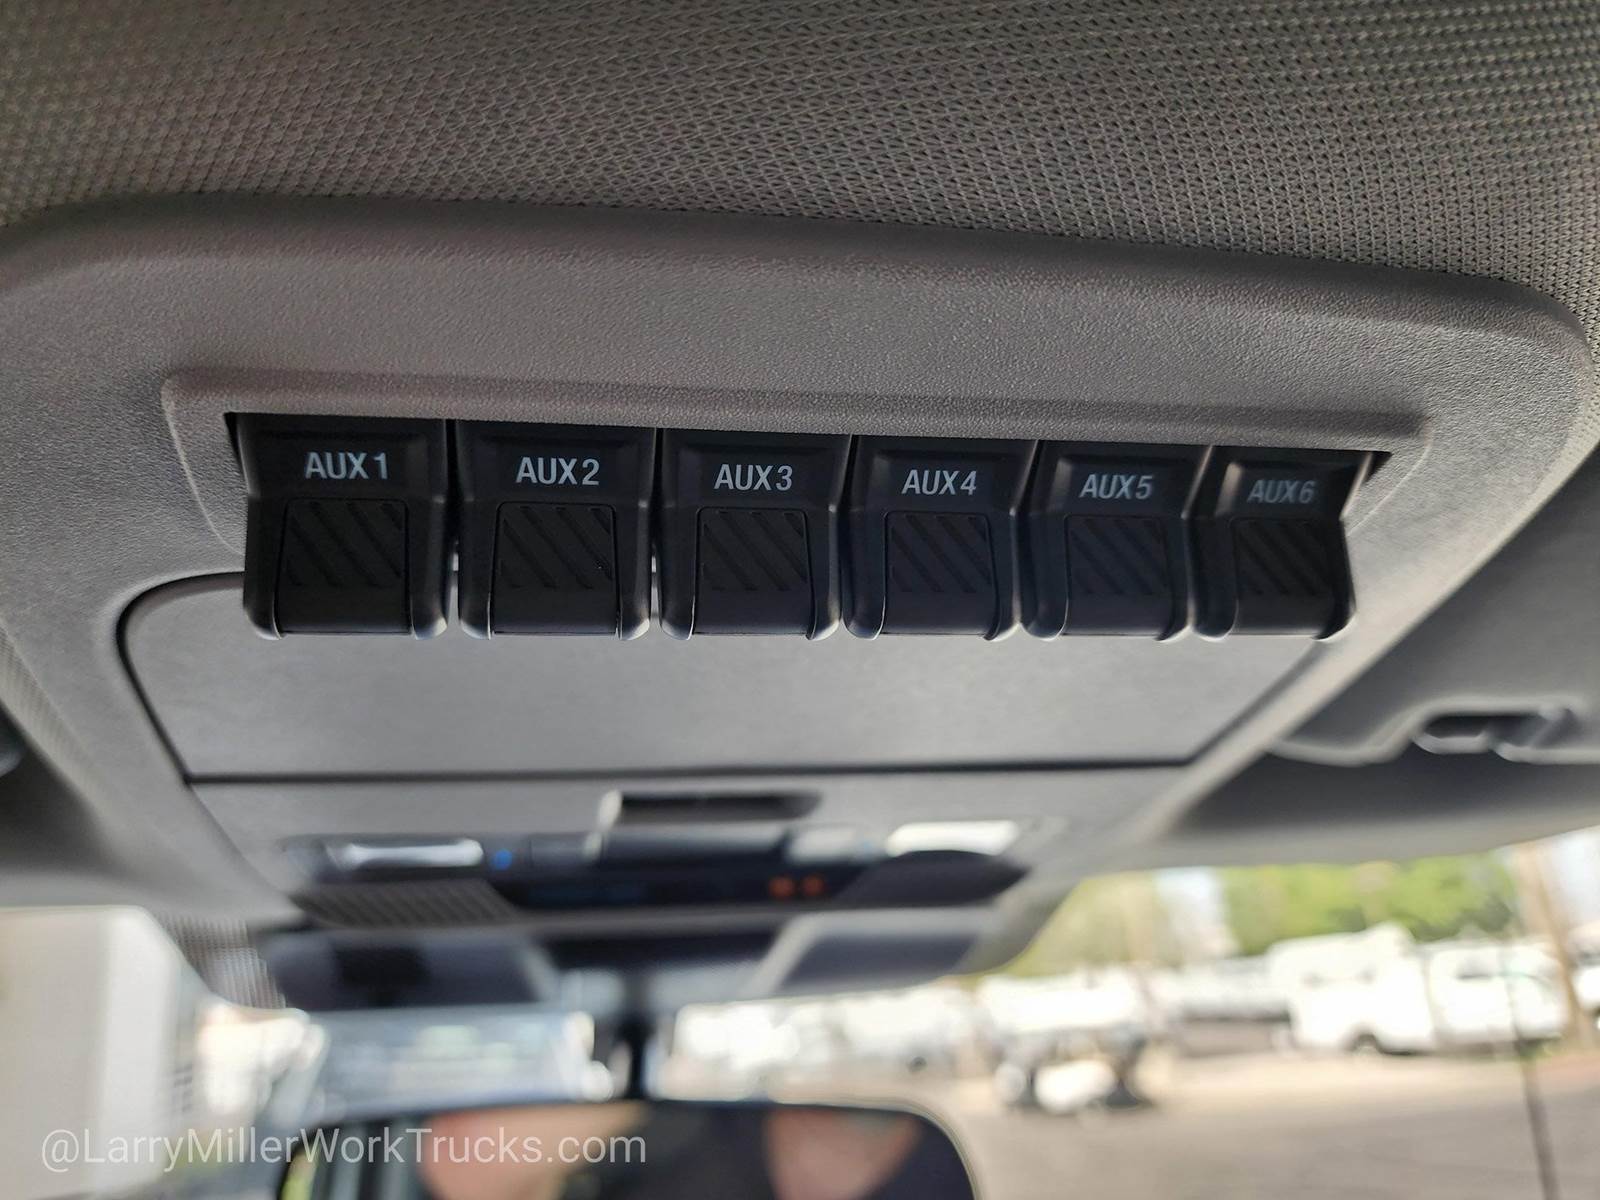 AUX1 AUX2 AUX3 AUX4 AUX5 AUX6
@LarryMillerWorkTrucks.com